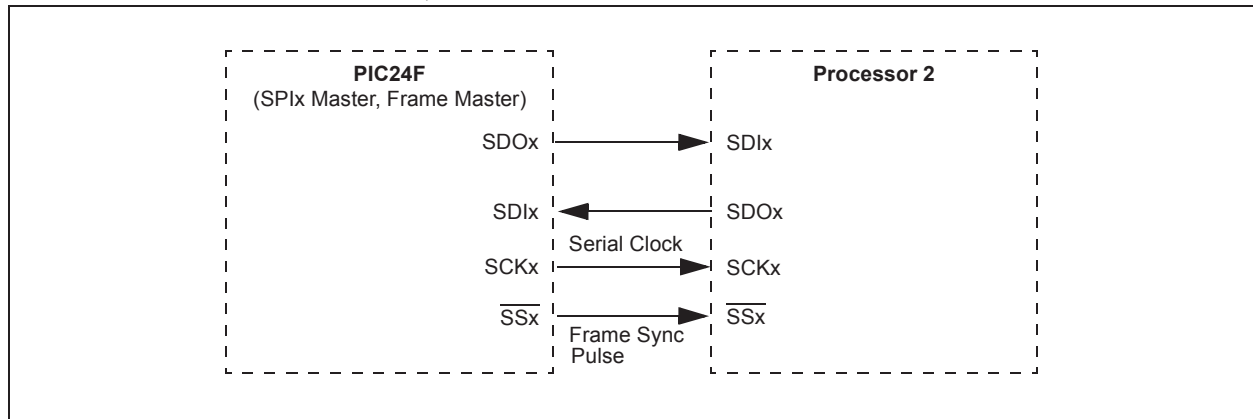 PIC24F
(SPIx Master, Frame Master)
Processor 2
SDOx
SDIx
SDIx
SDOx
Serial Clock
SCKx
SCKx
SSx
SSx
Frame Sync
Pulse